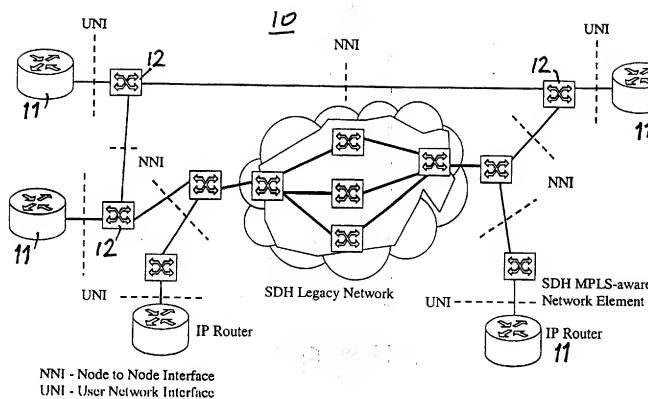 10
UNI
NNI
UNI
12
12
11
11
NNI
NNI
11
12
SDH Legacy Network
UNI
UNI
SDH MPLS-aware
Network Element
IP Router
IP Router
11
NNI - Node to Node Interface
UNI - User Network Interface